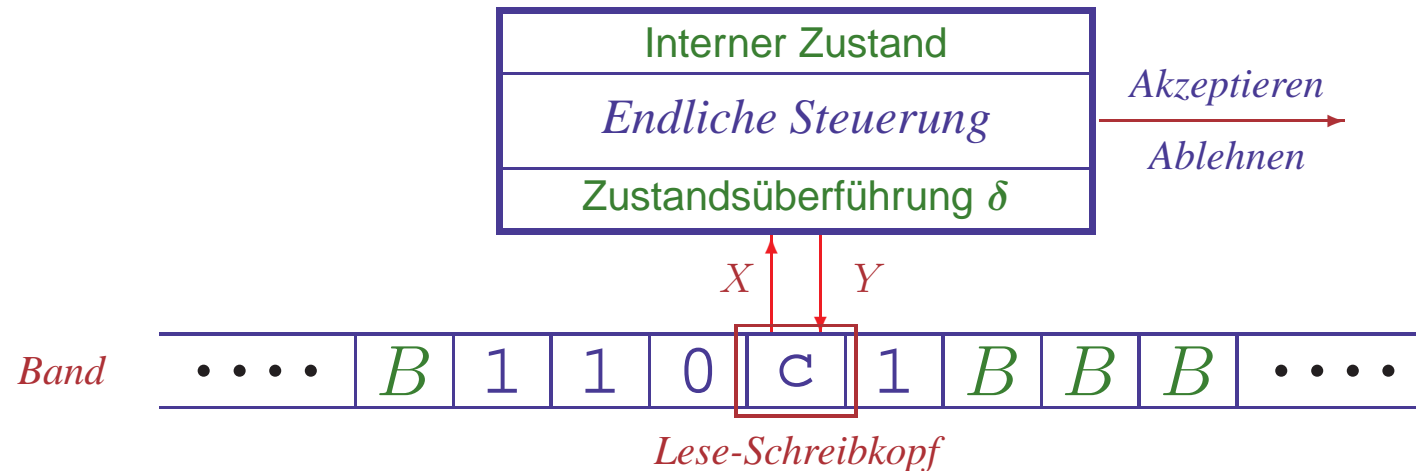 Interner Zustand
Endliche Steuerung
Zustandsüberführung δ
Akzeptieren
Ablehnen
X Y
Band •••• B 1 1 0 c 1 B B B ••••
Lese-Schreibkopf